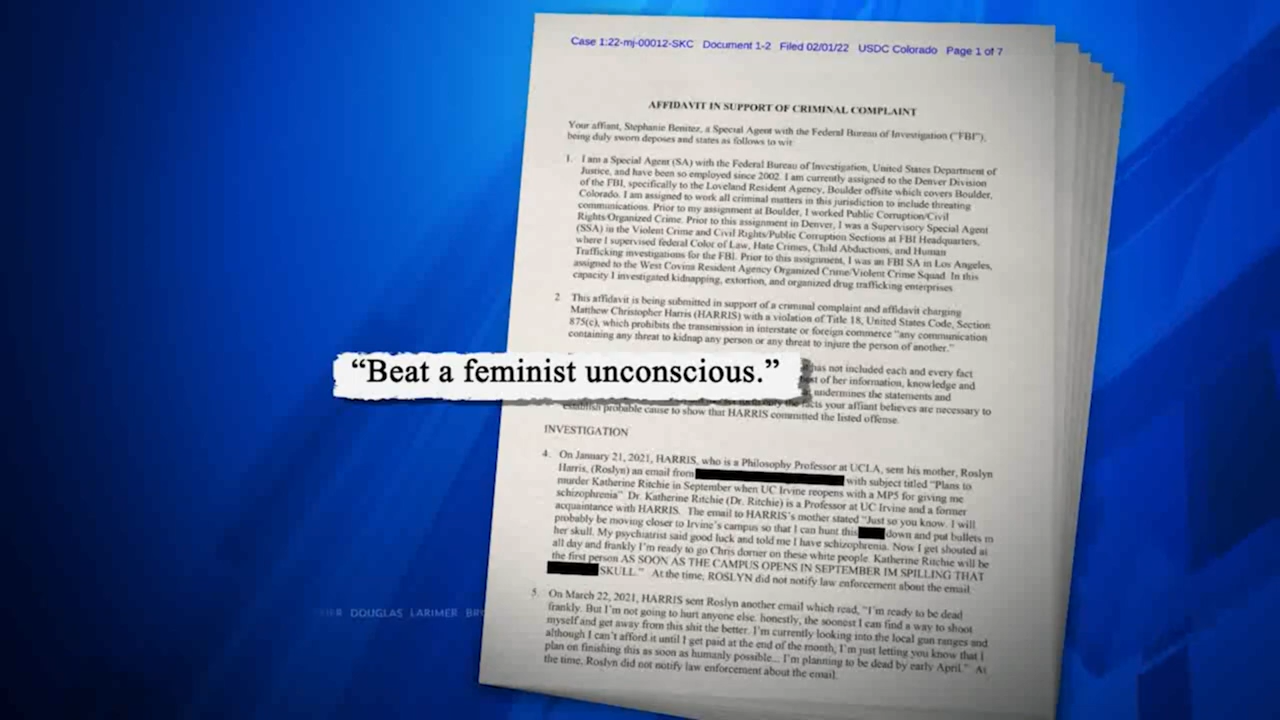 Case 1:22-mj-00012-SKC Document 1-2 Filed 02/01/22 USDC Colorado Page 1 of 7
AFFIDAVIT IN SUPPORT OF CRIMINAL COMPLAINT
Your affiant, Stephanie Benitez, a Special Agent with the Federal Bureau of Investigation ("FBI"),
being duly sworn deposes and states as follows to wit:
1. I am a Special Agent (SA) with the Federal Bureau of Investigation, United States Department of
Justice, and have been so employed since 2002. I am currently assigned to the Denver Division
of the FBI, specifically to the Loveland Resident Agency, Boulder offsite which covers Boulder,
Colorado. I am assigned to work all criminal matters in this jurisdiction to include threating
communications. Prior to my assignment at Boulder, I worked Public Corruption/Civil
Rights/Organized Crime. Prior to this assignment in Denver, I was a Supervisory Special Agent
(SSA) in the Violent Crime and Civil Rights/Public Corruption Sections at FBI Headquarters,
where I supervised federal Color of Law, Hate Crimes, Child Abductions, and Human
Trafficking investigations for the FBI. Prior to this assignment, I was an FBI SA in Los Angeles,
assigned to the West Covina Resident Agency Organized Crime/Violent Crime Squad. In this
capacity I investigated kidnapping, extortion, and organized drug trafficking enterprises.
2 This affidavit is being submitted in support of a criminal complaint and affidavit charging
Matthew Christopher Harris (HARRIS) with a violation of Title 18, United States Code, Section
875(c), which prohibits the transmission in interstate or foreign commerce "any communication
containing any threat to kidnap any person or any threat to injure the person of another."
“Beat a feminist unconscious.”
has not included each and every fact
of her information, knowledge and
undermines the statements and
facts your affiant believes are necessary to
establish probable cause to show that HARRIS committed the listed offense.
INVESTIGATION
4. On January 21, 2021, HARRIS, who is a Philosophy Professor at UCLA, sent his mother, Roslyn
Harris, (Roslyn) an email from with subject titled "Plans to
murder Katherine Ritchie in September when UC Irvine reopens with a MP5 for giving me
schizophrenia" Dr. Katherine Ritchie (Dr. Ritchie) is a Professor at UC Irvine and a former
acquaintance with HARRIS. The email to HARRIS's mother stated "Just so you know. I will
probably be moving closer to Irvine's campus so that I can hunt this down and put bullets in
her skull. My psychiatrist said good luck and told me I have schizophrenia. Now I get shouted at
all day and frankly I'm ready to go Chris dorner on these white people. Katherine Ritchie will be
the first person AS SOON AS THE CAMPUS OPENS IN SEPTEMBER IM SPILLING THAT
SKULL." At the time, ROSLYN did not notify law enforcement about the email.
5. On March 22, 2021, HARRIS sent Roslyn another email which read, "I'm ready to be dead
frankly. But I'm not going to hurt anyone else. honestly, the soonest I can find a way to shoot
myself and get away from this shit the better. I'm currently looking into the local gun ranges and
although I can't afford it until I get paid at the end of the month, I'm just letting you know that I
plan on finishing this as soon as humanly possible... I'm planning to be dead by early April." At
the time, Roslyn did not notify law enforcement about the email.
DOUGLAS LARIMER